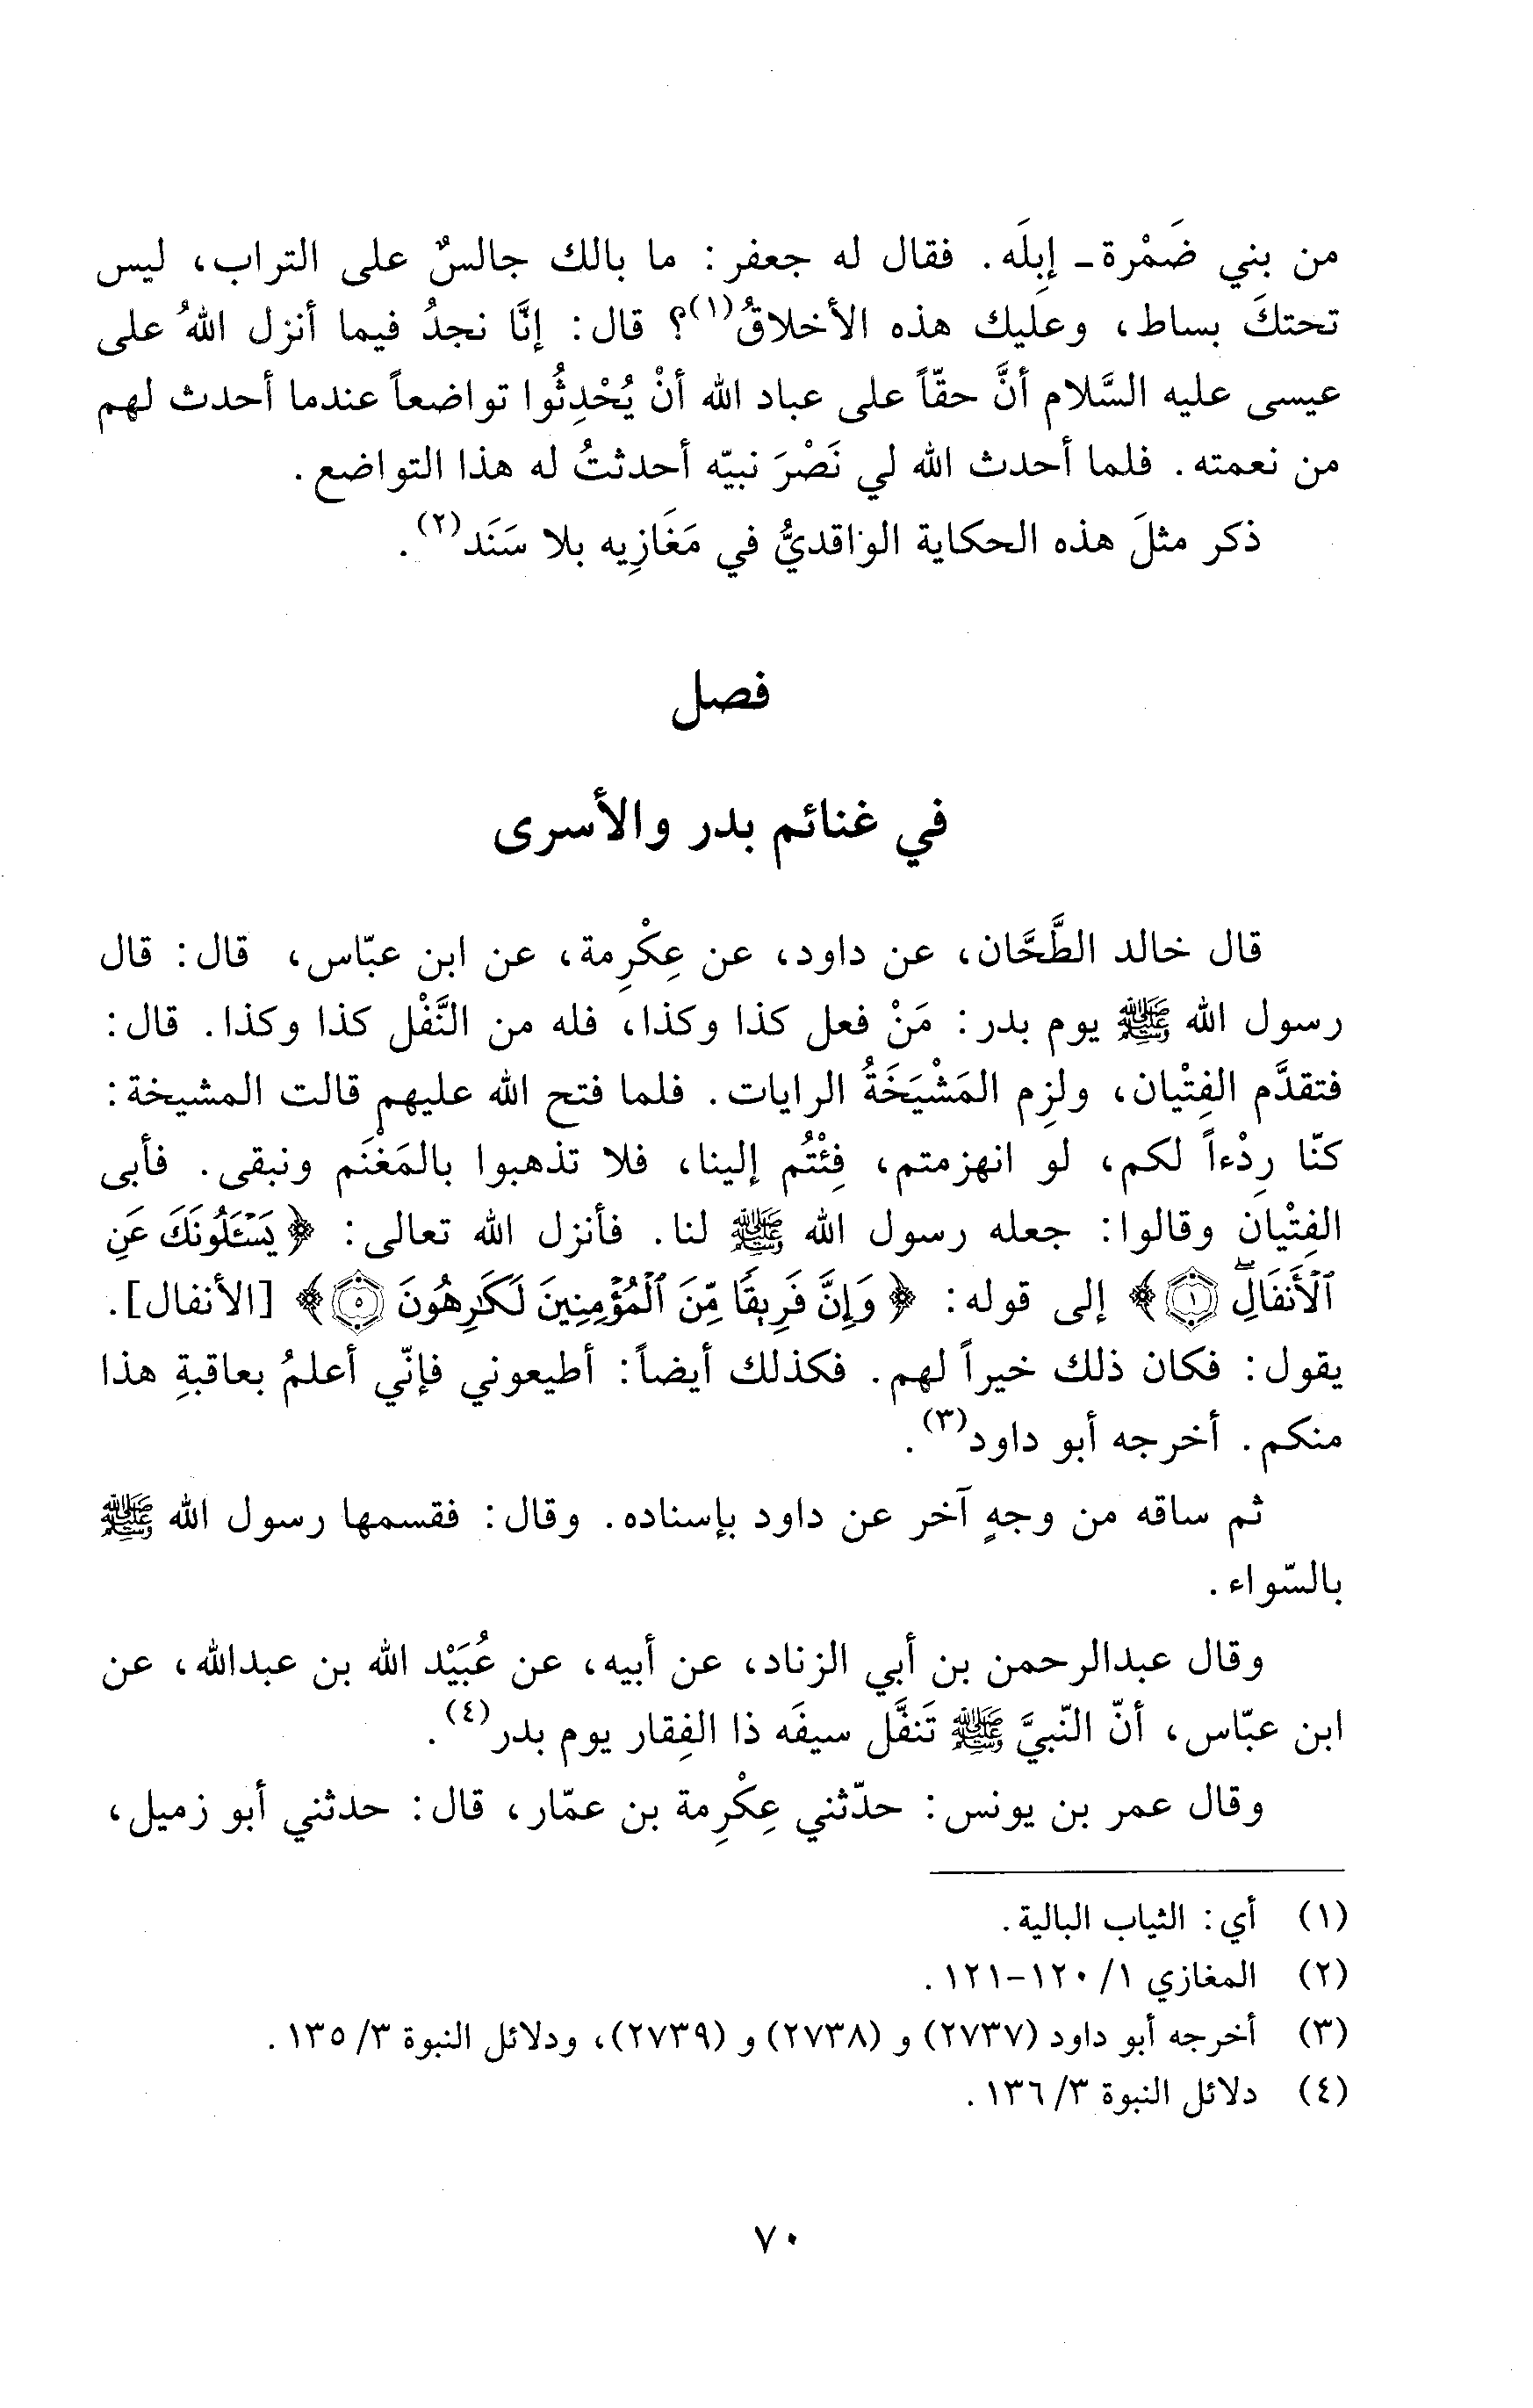 من بني ضَمْرة- إبِلَه. فقال له جعفر: ما بالك جالسٌ على التراب، ليس
تحتكَ بساط، وعليك هذه الأخلاقُ(١)؟ قال: إنَّا نجدُ فيما أنزل اللهُ على
عيسى عليه السَّلام أنَّ حقّاً على عباد الله أنْ يُحْدِثُوا تواضعاً عندما أحدث لهم
من نعمته. فلما أحدث الله لي نَصْرَ نبيّه أحدثتُ له هذا التواضع.
ذكر مثلَ هذه الحكاية الواقديُّ في مَغَازِيه بلا سَنَد(٢).
فصل
في غنائم بدر والأسرى
قال خالد الطَّحَّان، عن داود، عن عِكْرِمة، عن ابن عبّاس، قال: قال
رسول الله ﷺ يوم بدر: مَنْ فعل كذا وكذا، فله من النَّفْل كذا وكذا. قال:
فتقدَّم الفِتْيان، ولزِم المَشْيَخَةُ الرايات. فلما فتح الله عليهم قالت المشيخة:
كنّا رِدْءاً لكم، لو انهزمتم، فِئْتُم إلينا، فلا تذهبوا بالمَغْنَم ونبقى. فأبى
الفِتْيان وقالوا: جعله رسول الله ﷺ لنا. فأنزل الله تعالى: ﴿يَسْـَٔلُونَكَ عَنِ
ٱلْأَنفَالِۖ ١﴾ إلى قوله: ﴿وَإِنَّ فَرِيقًا مِّنَ ٱلْمُؤْمِنِينَ لَكَٰرِهُونَ ٥﴾ [الأنفال].
يقول: فكان ذلك خيراً لهم. فكذلك أيضاً: أطيعوني فإنّي أعلمُ بعاقبةِ هذا
منكم. أخرجه أبو داود(٣).
ثم ساقه من وجهٍ آخر عن داود بإسناده. وقال: فقسمها رسول الله ﷺ
بالسّواء.
وقال عبدالرحمن بن أبي الزناد، عن أبيه، عن عُبَيْد الله بن عبدالله، عن
ابن عبّاس، أنّ النّبيَّ ﷺ تَنفَّل سيفَه ذا الفِقار يوم بدر(٤).
وقال عمر بن يونس: حدّثني عِكْرِمة بن عمّار، قال: حدثني أبو زميل،
(١) أي: الثياب البالية.
(٢) المغازي ١/ ١٢٠-١٢١.
(٣) أخرجه أبو داود (٢٧٣٧) و (٢٧٣٨) و (٢٧٣٩)، ودلائل النبوة ٣/ ١٣٥.
(٤) دلائل النبوة ٣/ ١٣٦.
٧٠